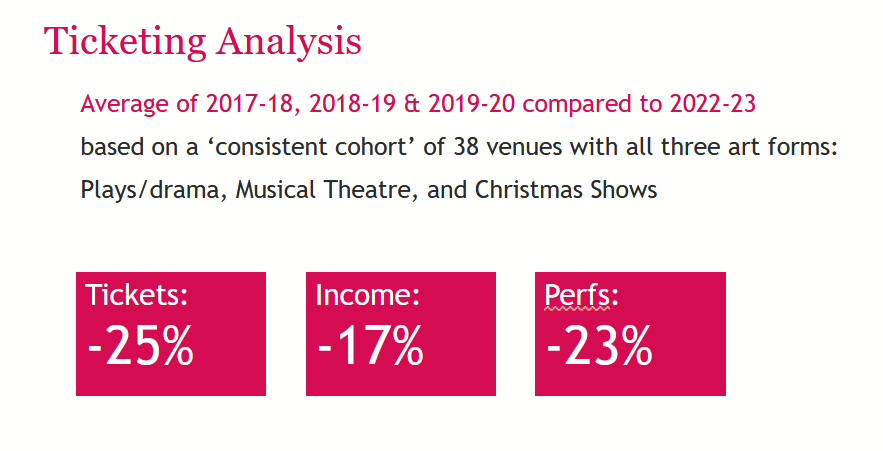 Ticketing Analysis
Average of 2017-18, 2018-19 & 2019-20 compared to 2022-23
based on a ‘consistent cohort’ of 38 venues with all three art forms:
Plays/drama, Musical Theatre, and Christmas Shows
Tickets:
-25%
Income:
-17%
Perfs:
-23%